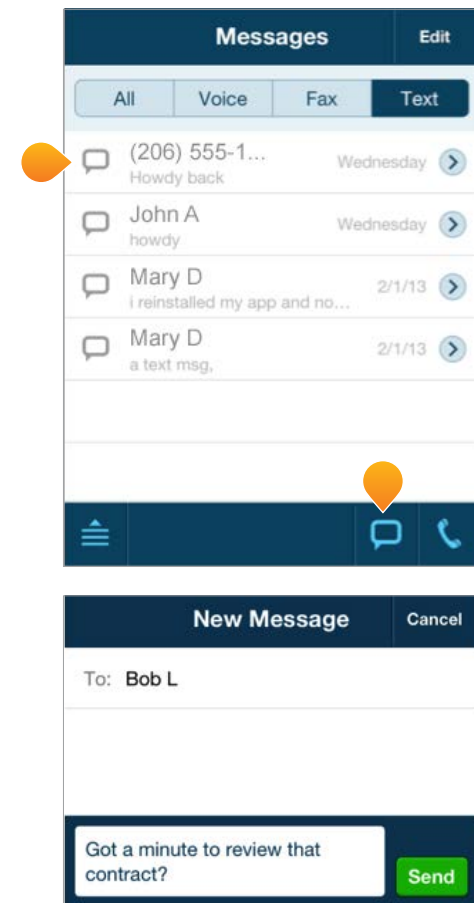 Messages Edit
All Voice Fax Text
(206) 555-1... Wednesday
Howdy back
John A Wednesday
howdy
Mary D 2/1/13
i reinstalled my app and no...
Mary D 2/1/13
a text msg,
New Message Cancel
To: Bob L
Got a minute to review that
contract?
Send